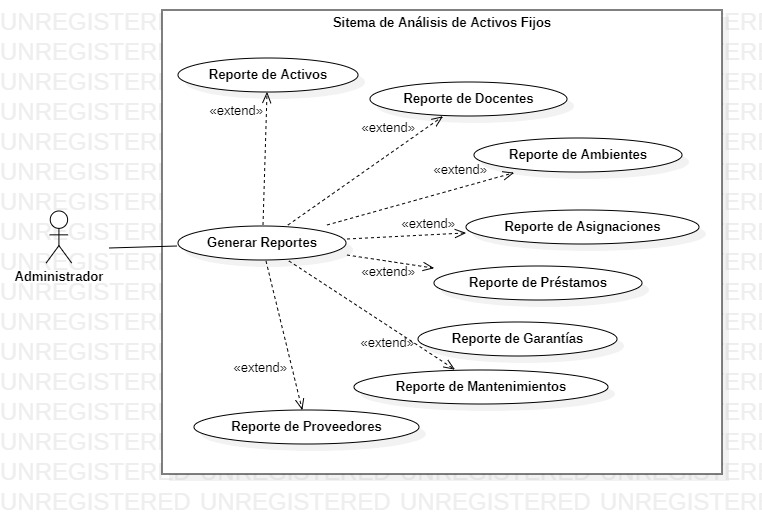 Sitema de Análisis de Activos Fijos
Reporte de Activos
«extend»
Reporte de Docentes
«extend»
Reporte de Ambientes
«extend»
Reporte de Asignaciones
«extend»
Generar Reportes
Administrador
Reporte de Préstamos
«extend»
Reporte de Garantías
«extend»
Reporte de Mantenimientos
«extend»
Reporte de Proveedores
UNREGISTERED UNREGISTERED UNREGISTERED UNREGISTERED